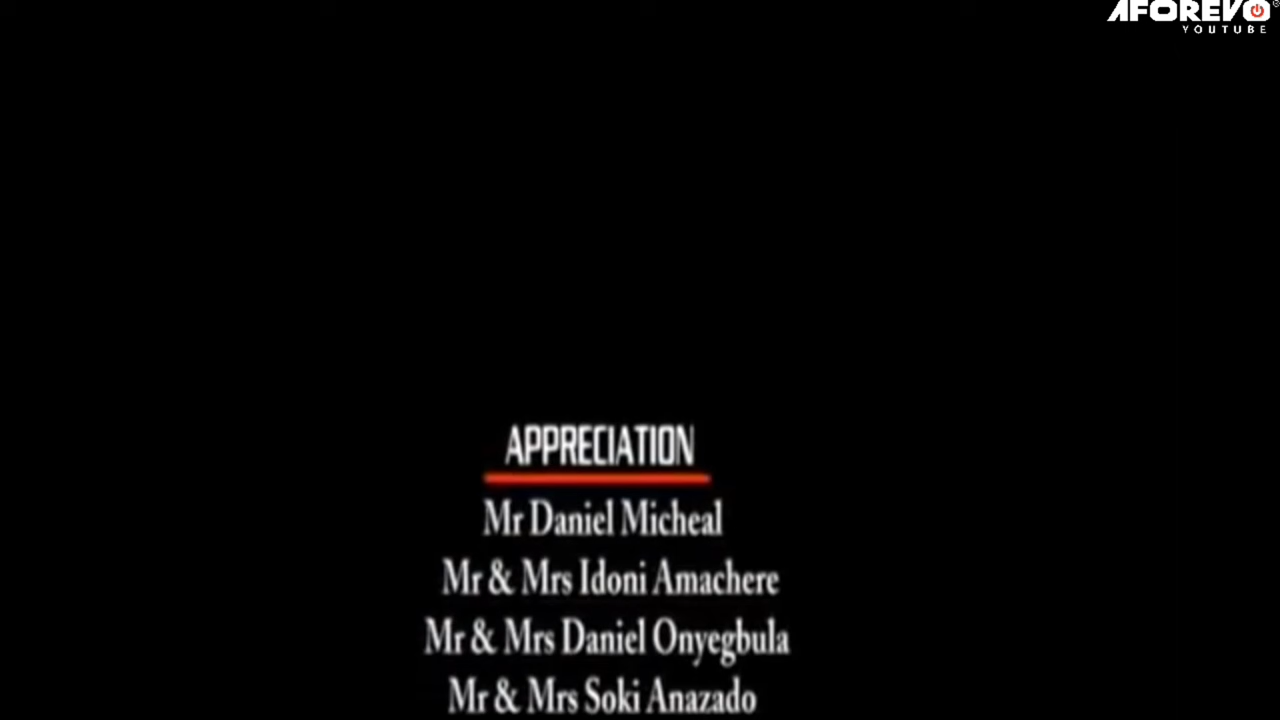 AFOREVO
YOUTUBE
APPRECIATION
Mr Daniel Micheal
Mr & Mrs Idoni Amachere
Mr & Mrs Daniel Onyegbula
Mr & Mrs Soki Anazado